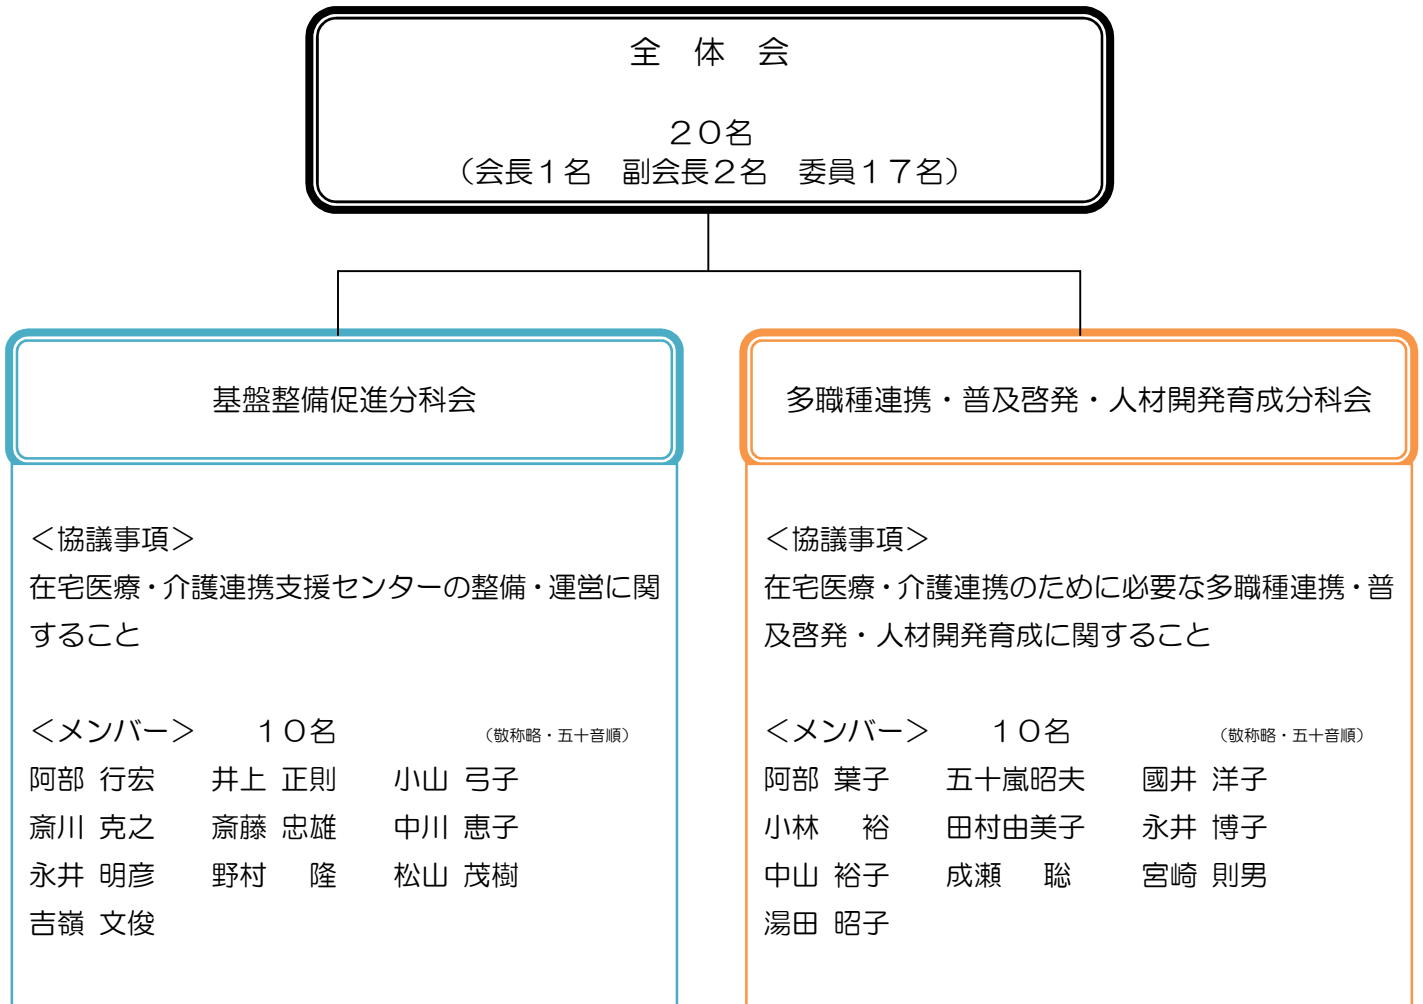 全　体　会
２０名
（会長１名　副会長２名　委員１７名）
基盤整備促進分科会
＜協議事項＞
在宅医療・介護連携支援センターの整備・運営に関
すること
＜メンバー＞　１０名　（敬称略・五十音順）
阿部 行宏　井上 正則　小山 弓子
斎川 克之　斎藤 忠雄　中川 恵子
永井 明彦　野村　隆　松山 茂樹
吉嶺 文俊
多職種連携・普及啓発・人材開発育成分科会
＜協議事項＞
在宅医療・介護連携のために必要な多職種連携・普
及啓発・人材開発育成に関すること
＜メンバー＞　１０名　（敬称略・五十音順）
阿部 葉子　五十嵐昭夫　國井 洋子
小林　裕　田村由美子　永井 博子
中山 裕子　成瀬　聡　宮崎 則男
湯田 昭子